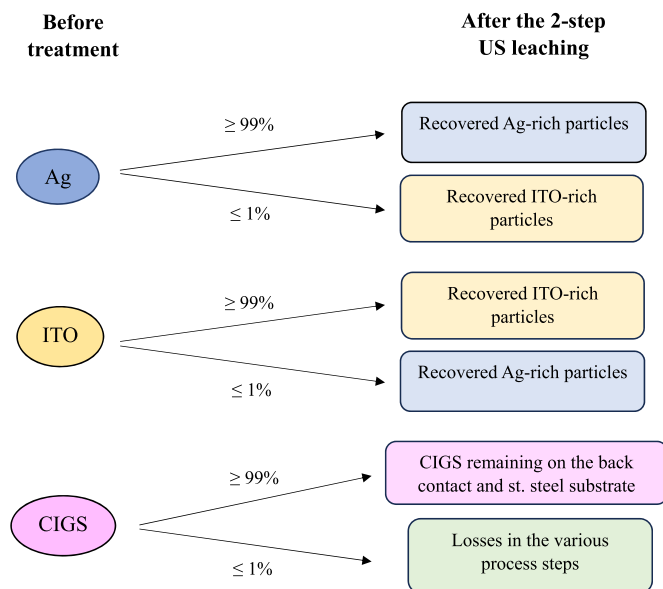 Before
treatment
After the 2-step
US leaching
Ag
≥ 99%
≤ 1%
Recovered Ag-rich particles
Recovered ITO-rich
particles
ITO
≥ 99%
≤ 1%
Recovered ITO-rich
particles
Recovered Ag-rich particles
CIGS
≥ 99%
≤ 1%
CIGS remaining on the back
contact and st. steel substrate
Losses in the various
process steps